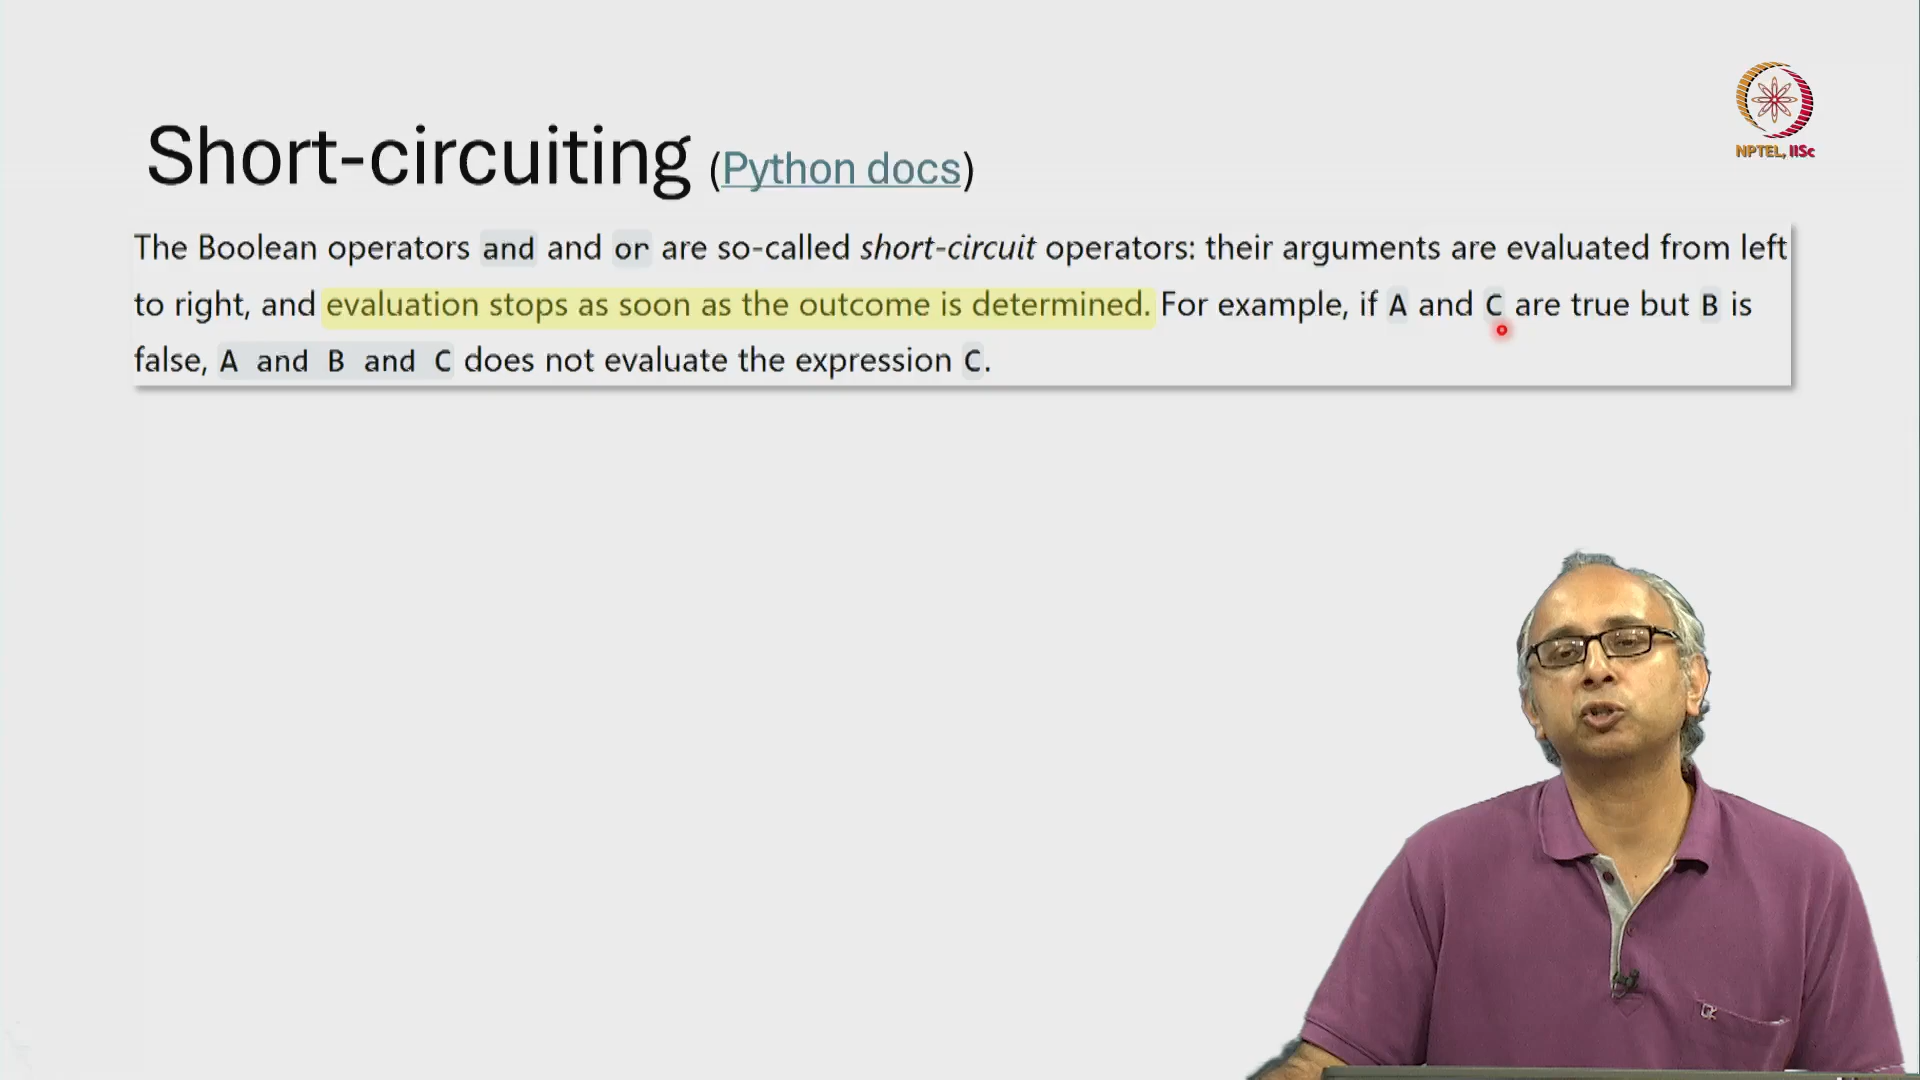 NPTEL, IISc
Short-circuiting (Python docs)
The Boolean operators and and or are so-called short-circuit operators: their arguments are evaluated from left
to right, and evaluation stops as soon as the outcome is determined. For example, if A and C are true but B is
false, A and B and C does not evaluate the expression C.